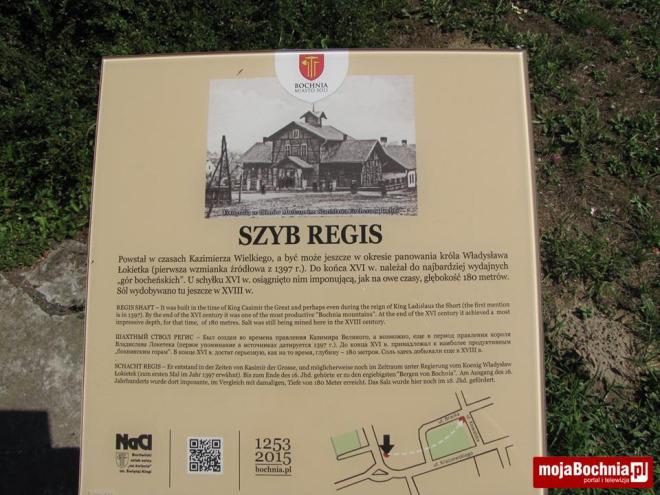 BOCHNIA
MIASTO SOLI
SZYB REGIS
Powstał w czasach Kazimierza Wielkiego, a być może jeszcze w okresie panowania króla Władysława
Łokietka (pierwsza wzmianka źródłowa z 1397 r.). Do końca XVI w. należał do najbardziej wydajnych
„gór bocheńskich". U schyłku XVI w. osiągnięto nim imponującą, jak na owe czasy, głębokość 180 metrów.
Sól wydobywano tu jeszcze w XVIII w.
REGIS SHAFT – It was built in the time of King Casimir the Great and perhaps even during the reign of King Ladislaus the Short (the first mention
is in 1397). By the end of the XVI century it was one of the most productive "Bochnia mountains". At the end of the XVI century it achieved a most
impressive depth, for that time, of 180 metres. Salt was still being mined here in the XVIII century.
ШАХТНЫЙ СТВОЛ РЕГИС – Был создан во времена правления Казимира Великого, а возможно, еще в период правления короля
Владислава Локетека (первое упоминание в источниках датируется 1397 г.). До конца XVI в. принадлежал к наиболее продуктивным
„бохнянским горам". В конце XVI в. достиг серьезную, как на то время, глубину – 180 метров. Соль здесь добывали еще в XVIII в.
SCHACHT REGIS – Er entstand in der Zeiten von Kasimir der Grosse, und möglicherweise noch im Zeitraum unter Regierung vom Koenig Władysław
Łokietek (zum ersten Mal im Jahr 1397 erwähnt). Bis zum Ende des 16. Jhd. gehörte er zu den ergiebigsten "Bergen von Bochnia". Am Ausgang des 16.
Jahrhunderts wurde dort imposante, im Vergleich mit damaligen, Tiefe von 180 Meter erreicht. Das Salz wurde hier noch im 18. Jhd. gefördert.
NaCl
Bocheński
szlak solny
„na świecie"
św. Kingi
1253
2015
bochnia.pl
mojaBochnia.pl
portal i telewizja